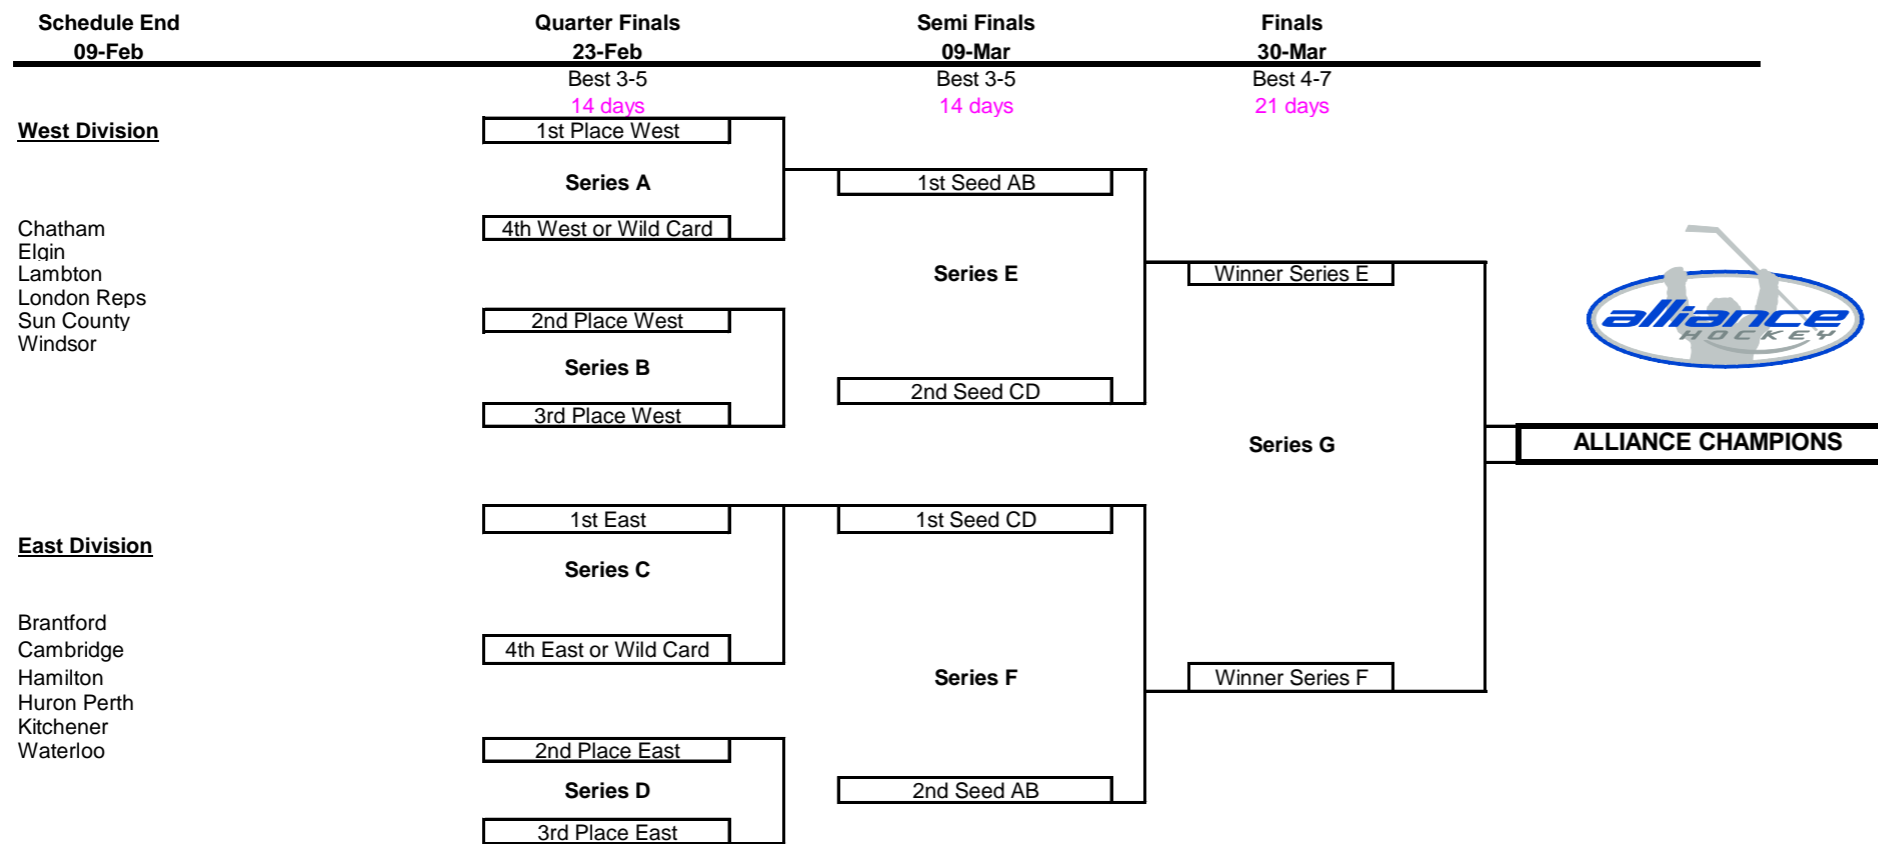 Schedule End Quarter Finals Semi Finals Finals
09-Feb 23-Feb 09-Mar 30-Mar
Best 3-5 Best 3-5 Best 4-7
14 days 14 days 21 days
West Division 1st Place West
Series A 1st Seed AB
Chatham 4th West or Wild Card
Elgin
Lambton Series E Winner Series E
London Reps
Sun County 2nd Place West
Windsor
alliance
HOCKEY
Series B
2nd Seed CD
3rd Place West
Series G ALLIANCE CHAMPIONS
1st East 1st Seed CD
East Division
Series C
Brantford
Cambridge 4th East or Wild Card
Hamilton Series F Winner Series F
Huron Perth
Kitchener
Waterloo 2nd Place East
Series D 2nd Seed AB
3rd Place East